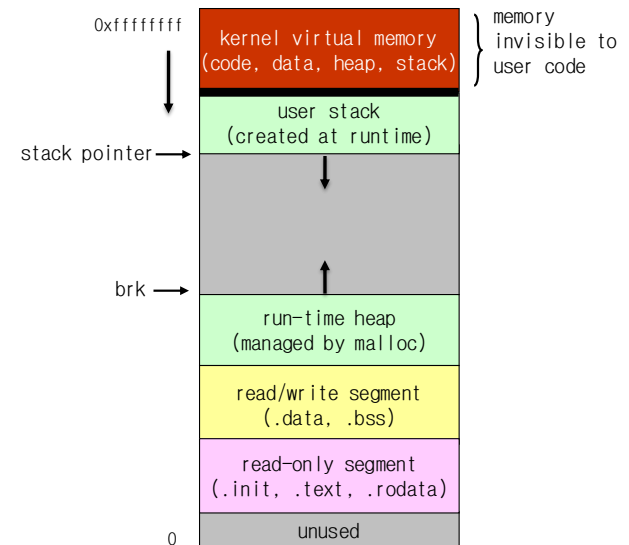 0xffffffff
kernel virtual memory
(code, data, heap, stack)
memory
invisible to
user code
user stack
(created at runtime)
stack pointer
brk
run-time heap
(managed by malloc)
read/write segment
(.data, .bss)
read-only segment
(.init, .text, .rodata)
unused
0